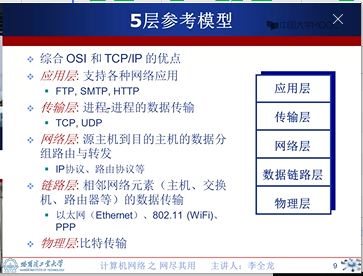 5层参考模型
综合 OSI 和 TCP/IP 的优点
应用层: 支持各种网络应用
FTP, SMTP, HTTP
传输层: 进程-进程的数据传输
TCP, UDP
网络层: 源主机到目的主机的数据分
组路由与转发
IP协议、路由协议等
链路层: 相邻网络元素（主机、交换
机、路由器等）的数据传输
以太网（Ethernet）、802.11 (WiFi)、
PPP
物理层:比特传输
应用层
传输层
网络层
数据链路层
物理层
哈尔滨工业大学
计算机网络 之 网尽其用
主讲人：李全龙
9